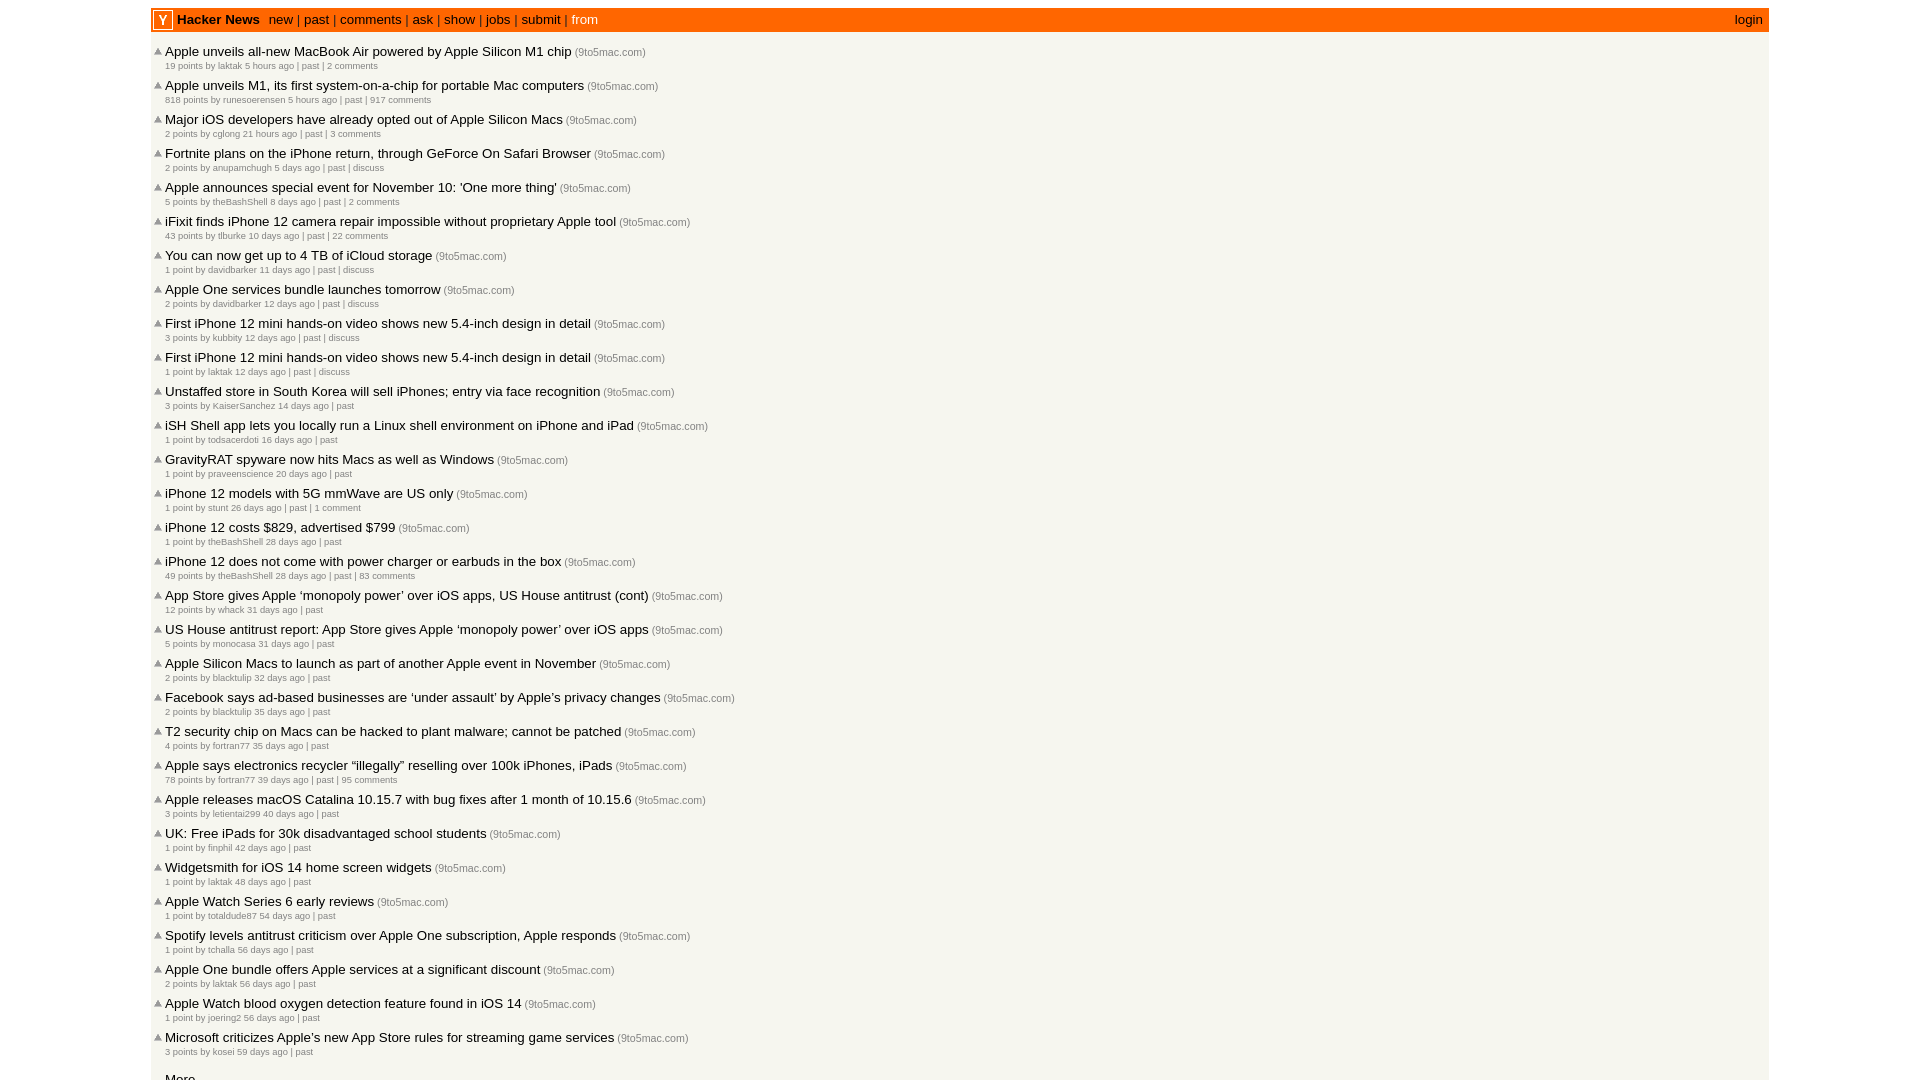 Y Hacker News new | past | comments | ask | show | jobs | submit | from login
Apple unveils all-new MacBook Air powered by Apple Silicon M1 chip (9to5mac.com)
19 points by laktak 5 hours ago | past | 2 comments
Apple unveils M1, its first system-on-a-chip for portable Mac computers (9to5mac.com)
818 points by runesoerensen 5 hours ago | past | 917 comments
Major iOS developers have already opted out of Apple Silicon Macs (9to5mac.com)
2 points by cglong 21 hours ago | past | 3 comments
Fortnite plans on the iPhone return, through GeForce On Safari Browser (9to5mac.com)
2 points by anupamchugh 5 days ago | past | discuss
Apple announces special event for November 10: 'One more thing' (9to5mac.com)
5 points by theBashShell 8 days ago | past | 2 comments
iFixit finds iPhone 12 camera repair impossible without proprietary Apple tool (9to5mac.com)
43 points by tlburke 10 days ago | past | 22 comments
You can now get up to 4 TB of iCloud storage (9to5mac.com)
1 point by davidbarker 11 days ago | past | discuss
Apple One services bundle launches tomorrow (9to5mac.com)
2 points by davidbarker 12 days ago | past | discuss
First iPhone 12 mini hands-on video shows new 5.4-inch design in detail (9to5mac.com)
3 points by kubbity 12 days ago | past | discuss
First iPhone 12 mini hands-on video shows new 5.4-inch design in detail (9to5mac.com)
1 point by laktak 12 days ago | past | discuss
Unstaffed store in South Korea will sell iPhones; entry via face recognition (9to5mac.com)
3 points by KaiserSanchez 14 days ago | past
iSH Shell app lets you locally run a Linux shell environment on iPhone and iPad (9to5mac.com)
1 point by todsacerdoti 16 days ago | past
GravityRAT spyware now hits Macs as well as Windows (9to5mac.com)
1 point by praveenscience 20 days ago | past
iPhone 12 models with 5G mmWave are US only (9to5mac.com)
1 point by stunt 26 days ago | past | 1 comment
iPhone 12 costs $829, advertised $799 (9to5mac.com)
1 point by theBashShell 28 days ago | past
iPhone 12 does not come with power charger or earbuds in the box (9to5mac.com)
49 points by theBashShell 28 days ago | past | 83 comments
App Store gives Apple ‘monopoly power’ over iOS apps, US House antitrust (cont) (9to5mac.com)
12 points by whack 31 days ago | past
US House antitrust report: App Store gives Apple ‘monopoly power’ over iOS apps (9to5mac.com)
5 points by monocasa 31 days ago | past
Apple Silicon Macs to launch as part of another Apple event in November (9to5mac.com)
2 points by blacktulip 32 days ago | past
Facebook says ad-based businesses are ‘under assault’ by Apple’s privacy changes (9to5mac.com)
2 points by blacktulip 35 days ago | past
T2 security chip on Macs can be hacked to plant malware; cannot be patched (9to5mac.com)
4 points by fortran77 35 days ago | past
Apple says electronics recycler “illegally” reselling over 100k iPhones, iPads (9to5mac.com)
78 points by fortran77 39 days ago | past | 95 comments
Apple releases macOS Catalina 10.15.7 with bug fixes after 1 month of 10.15.6 (9to5mac.com)
3 points by letientai299 40 days ago | past
UK: Free iPads for 30k disadvantaged school students (9to5mac.com)
1 point by finphil 42 days ago | past
Widgetsmith for iOS 14 home screen widgets (9to5mac.com)
1 point by laktak 48 days ago | past
Apple Watch Series 6 early reviews (9to5mac.com)
1 point by totaldude87 54 days ago | past
Spotify levels antitrust criticism over Apple One subscription, Apple responds (9to5mac.com)
1 point by tchalla 56 days ago | past
Apple One bundle offers Apple services at a significant discount (9to5mac.com)
2 points by laktak 56 days ago | past
Apple Watch blood oxygen detection feature found in iOS 14 (9to5mac.com)
1 point by joering2 56 days ago | past
Microsoft criticizes Apple’s new App Store rules for streaming game services (9to5mac.com)
3 points by kosei 59 days ago | past
More